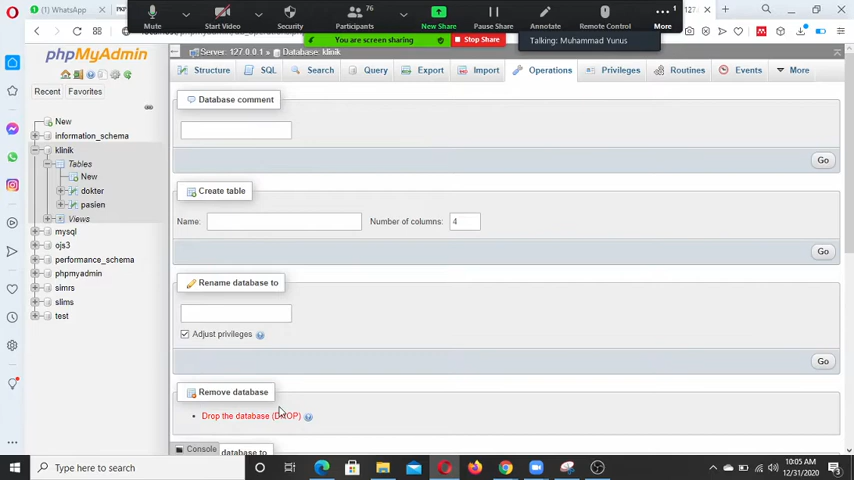 WhatsApp
Mute
Start Video
Security
Participants
76
New Share
Pause Share
Annotate
Remote Control
More
1
You are screen sharing
Stop Share
Talking: Muhammad Yunus
phpMyAdmin
Recent
Favorites
New
information_schema
klinik
Tables
New
dokter
pasien
Views
mysql
ojs3
performance_schema
phpmyadmin
simrs
slims
test
Server: 127.0.0.1 » Database: klinik
Structure
SQL
Search
Query
Export
Import
Operations
Privileges
Routines
Events
More
Database comment
Go
Create table
Name:
Number of columns: 4
Go
Rename database to
Adjust privileges
Go
Remove database
Drop the database (DROP)
Console
database to
Type here to search
10:05 AM
12/31/2020